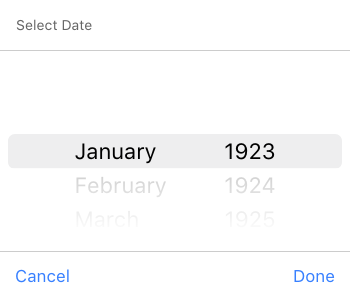 Select Date
January 1923
February 1924
March 1925
Cancel Done